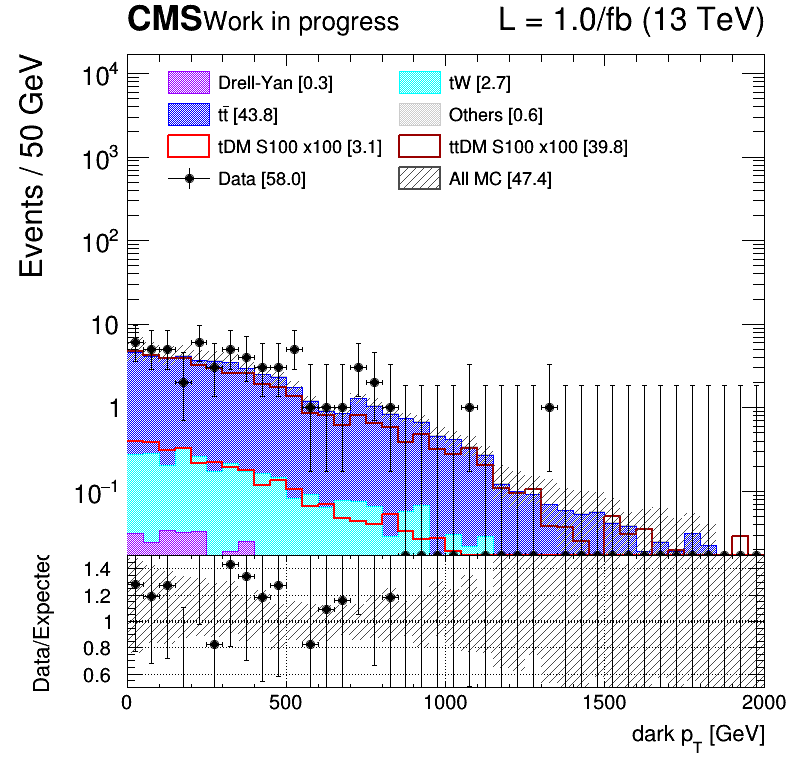 CMS Work in progress L = 1.0/fb (13 TeV)
Events / 50 GeV
10⁴
10³
10²
10
1
10⁻¹
Drell-Yan [0.3] tW [2.7]
tt̄ [43.8] Others [0.6]
tDM S100 x100 [3.1] ttDM S100 x100 [39.8]
Data [58.0] All MC [47.4]
Data/Expected
1.4
1.2
1
0.8
0.6
0 500 1000 1500 2000
dark p_T [GeV]